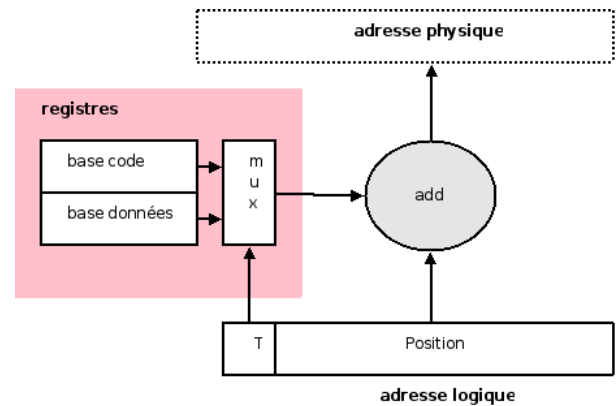 adresse physique
registres
base code
base données
m
u
x
add
T
Position
adresse logique